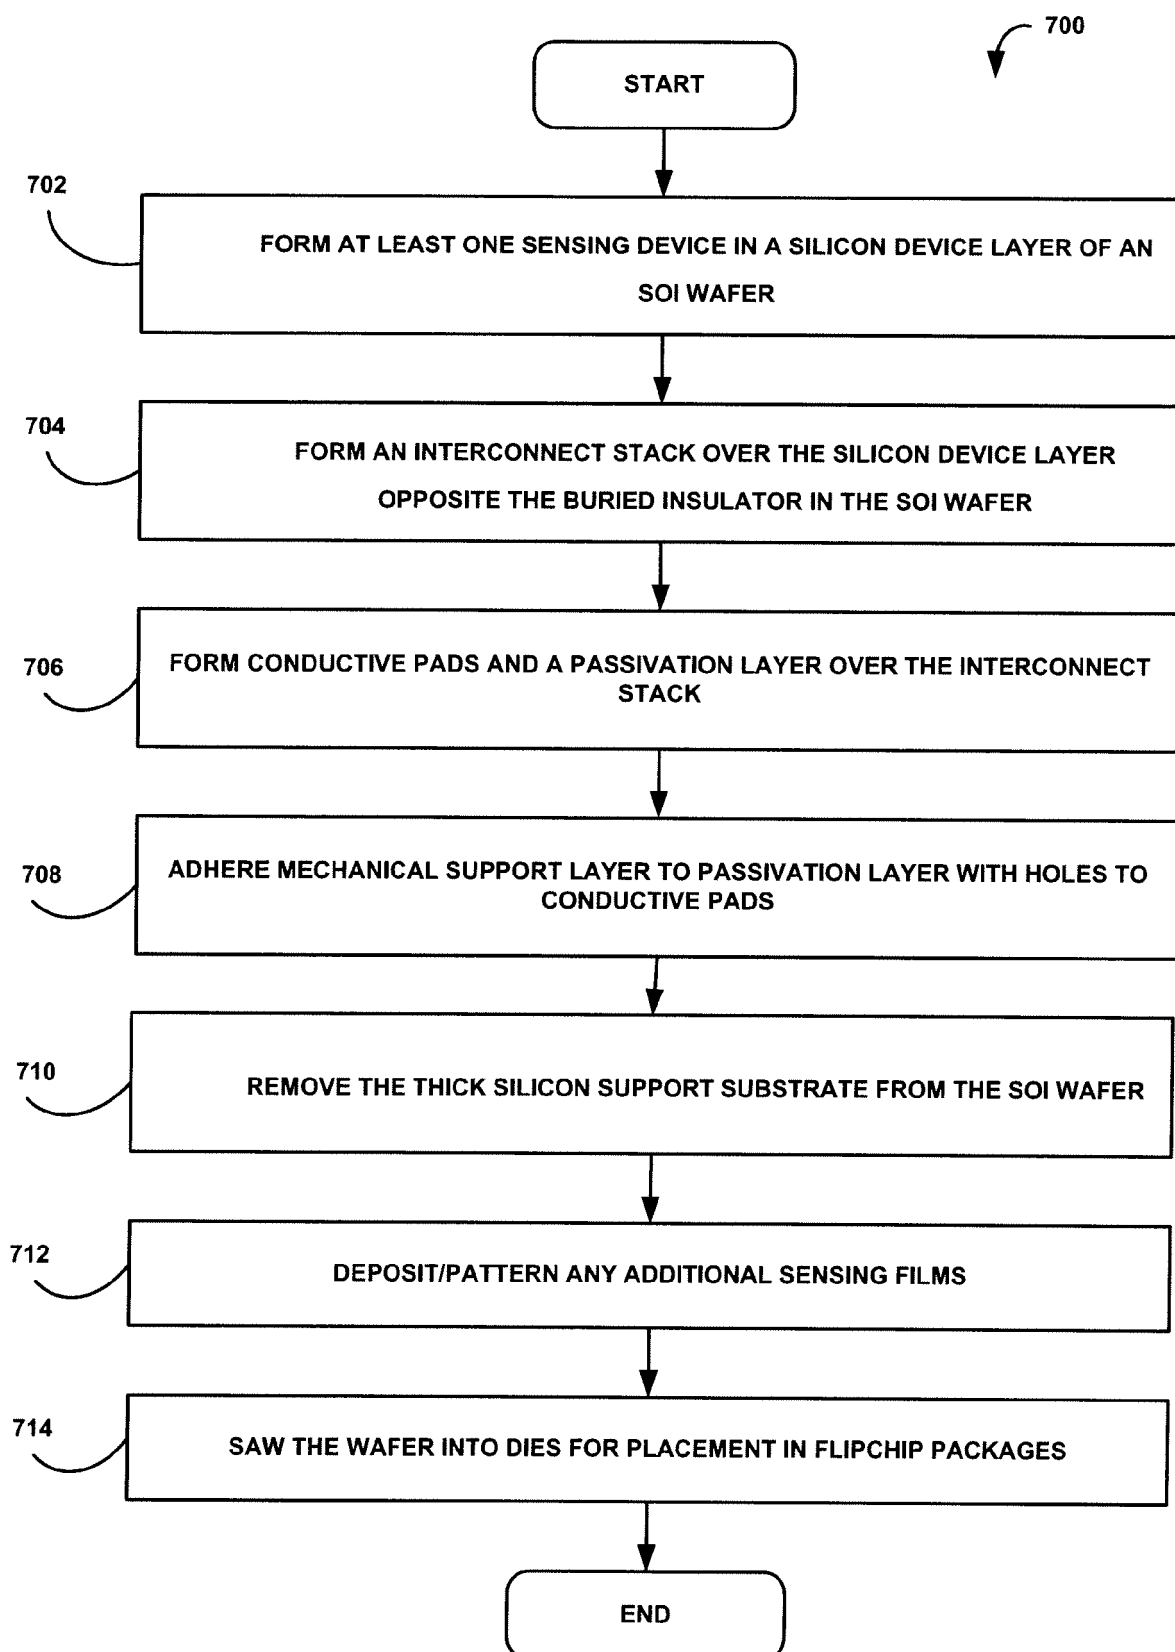 700
START
702
FORM AT LEAST ONE SENSING DEVICE IN A SILICON DEVICE LAYER OF AN
SOI WAFER
704
FORM AN INTERCONNECT STACK OVER THE SILICON DEVICE LAYER
OPPOSITE THE BURIED INSULATOR IN THE SOI WAFER
706
FORM CONDUCTIVE PADS AND A PASSIVATION LAYER OVER THE INTERCONNECT
STACK
708
ADHERE MECHANICAL SUPPORT LAYER TO PASSIVATION LAYER WITH HOLES TO
CONDUCTIVE PADS
710
REMOVE THE THICK SILICON SUPPORT SUBSTRATE FROM THE SOI WAFER
712
DEPOSIT/PATTERN ANY ADDITIONAL SENSING FILMS
714
SAW THE WAFER INTO DIES FOR PLACEMENT IN FLIPCHIP PACKAGES
END